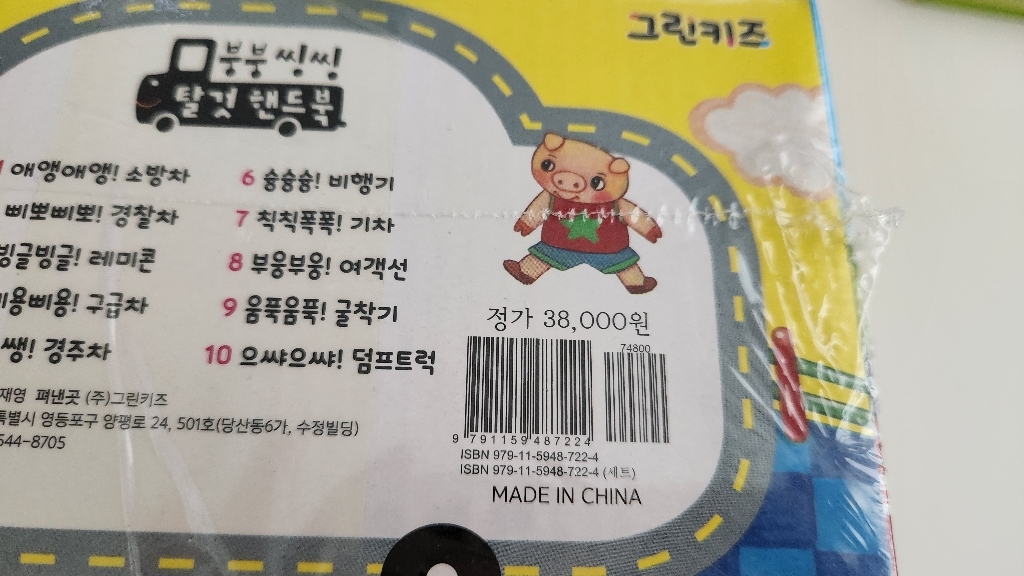 그린키즈
붕붕 씽씽
탈것 핸드북
1 애앵애앵! 소방차
삐뽀삐뽀! 경찰차
빙글빙글! 레미콘
삐용! 구급차
쌩! 경주차
6 슝슝슝! 비행기
7 칙칙폭폭! 기차
8 부웅부웅! 여객선
9 움푹움푹! 굴착기
10 으쌰으쌰! 덤프트럭
재영 펴낸곳 (주)그린키즈
특별시 영등포구 양평로 24, 501호(당산동6가, 수정빌딩)
544-8705
정가 38,000원
74800
9 791159 487224
ISBN 979-11-5948-722-4
ISBN 979-11-5948-722-4 (세트)
MADE IN CHINA